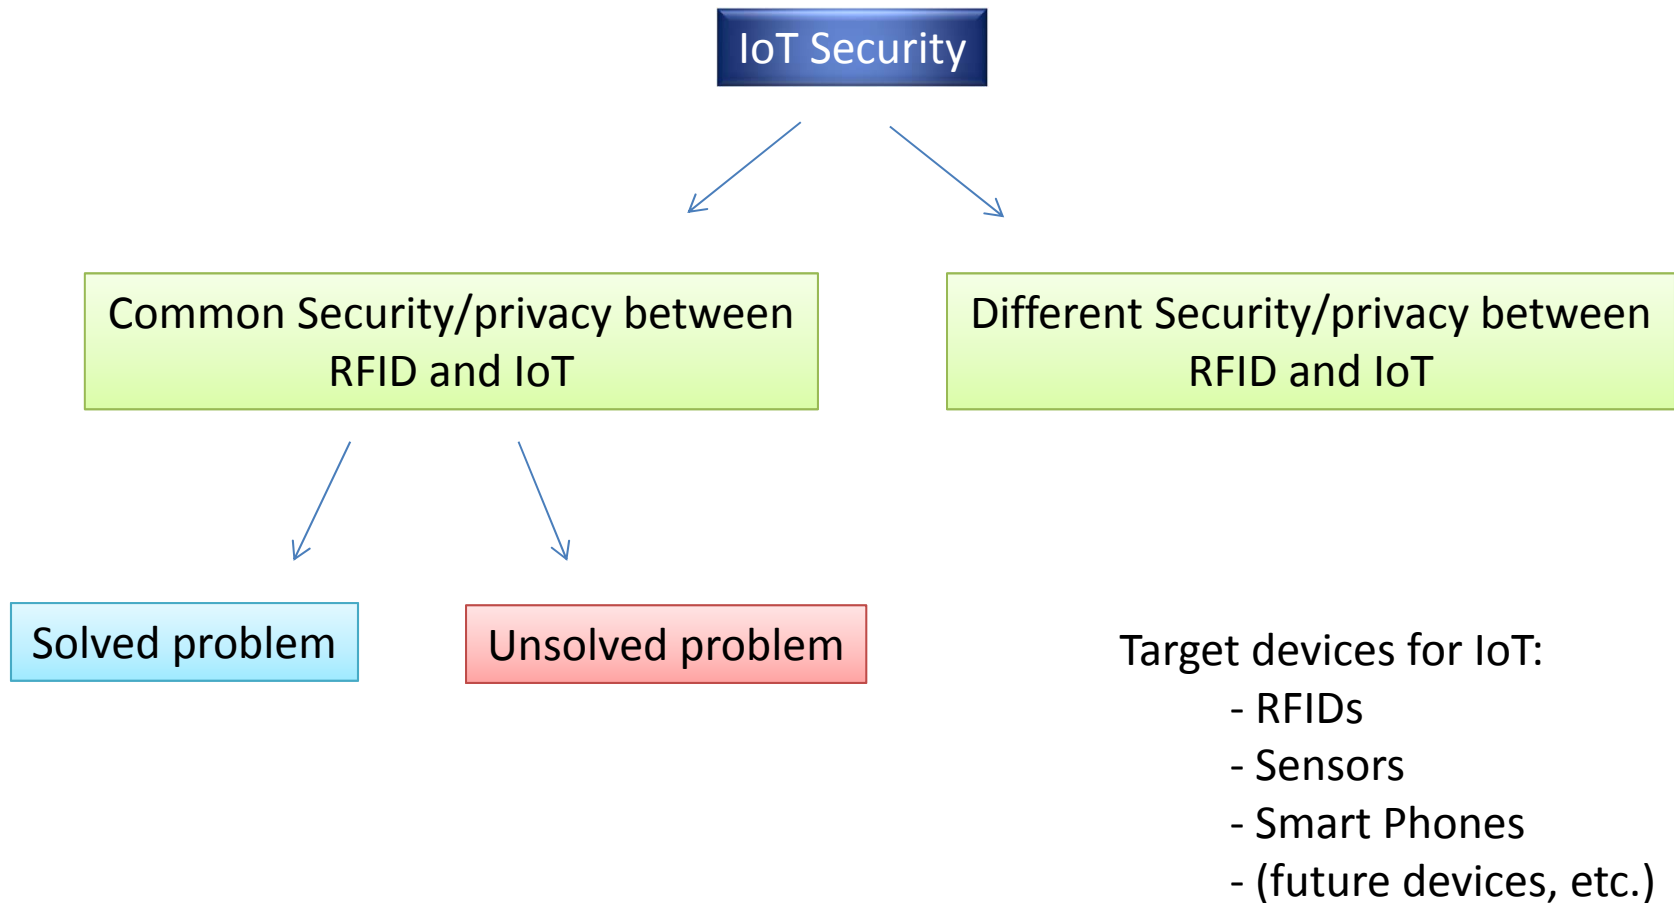 IoT Security
Common Security/privacy between
RFID and IoT
Different Security/privacy between
RFID and IoT
Solved problem
Unsolved problem
Target devices for IoT:
- RFIDs
- Sensors
- Smart Phones
- (future devices, etc.)